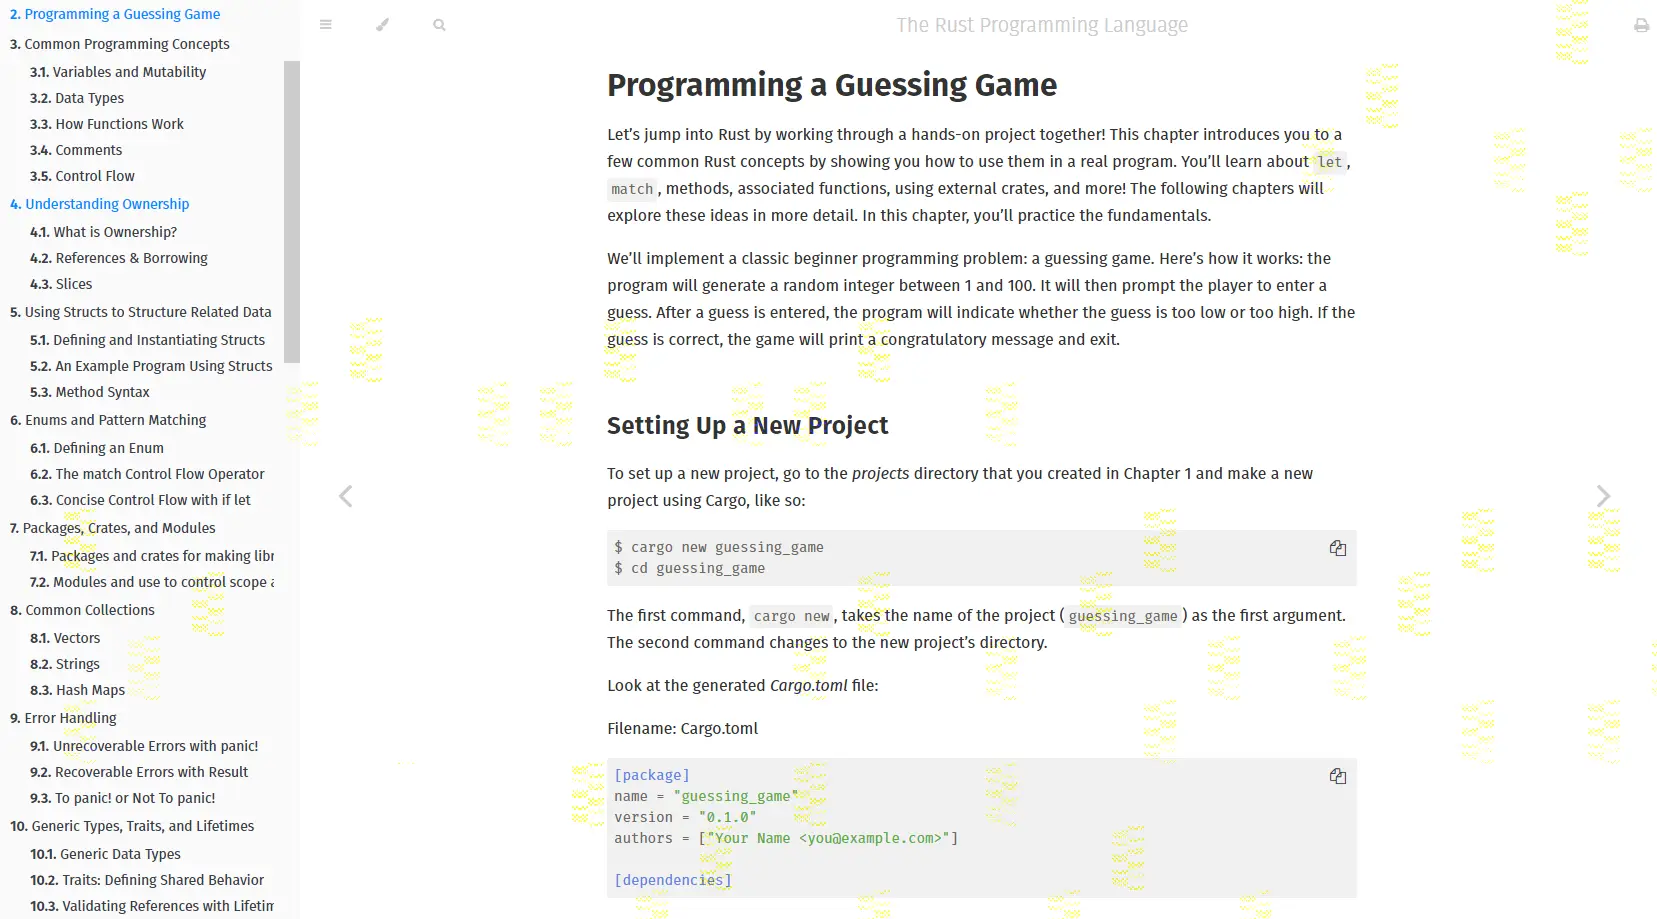 2. Programming a Guessing Game
3. Common Programming Concepts
3.1. Variables and Mutability
3.2. Data Types
3.3. How Functions Work
3.4. Comments
3.5. Control Flow
4. Understanding Ownership
4.1. What is Ownership?
4.2. References & Borrowing
4.3. Slices
5. Using Structs to Structure Related Data
5.1. Defining and Instantiating Structs
5.2. An Example Program Using Structs
5.3. Method Syntax
6. Enums and Pattern Matching
6.1. Defining an Enum
6.2. The match Control Flow Operator
6.3. Concise Control Flow with if let
7. Packages, Crates, and Modules
7.1. Packages and crates for making libr
7.2. Modules and use to control scope a
8. Common Collections
8.1. Vectors
8.2. Strings
8.3. Hash Maps
9. Error Handling
9.1. Unrecoverable Errors with panic!
9.2. Recoverable Errors with Result
9.3. To panic! or Not To panic!
10. Generic Types, Traits, and Lifetimes
10.1. Generic Data Types
10.2. Traits: Defining Shared Behavior
10.3. Validating References with Lifetim
The Rust Programming Language
Programming a Guessing Game
Let’s jump into Rust by working through a hands-on project together! This chapter introduces you to a
few common Rust concepts by showing you how to use them in a real program. You’ll learn about let,
match, methods, associated functions, using external crates, and more! The following chapters will
explore these ideas in more detail. In this chapter, you’ll practice the fundamentals.
We’ll implement a classic beginner programming problem: a guessing game. Here’s how it works: the
program will generate a random integer between 1 and 100. It will then prompt the player to enter a
guess. After a guess is entered, the program will indicate whether the guess is too low or too high. If the
guess is correct, the game will print a congratulatory message and exit.
Setting Up a New Project
To set up a new project, go to the projects directory that you created in Chapter 1 and make a new
project using Cargo, like so:
$ cargo new guessing_game
$ cd guessing_game
The first command, cargo new, takes the name of the project (guessing_game) as the first argument.
The second command changes to the new project’s directory.
Look at the generated Cargo.toml file:
Filename: Cargo.toml
[package]
name = "guessing_game"
version = "0.1.0"
authors = ["Your Name <you@example.com>"]
[dependencies]